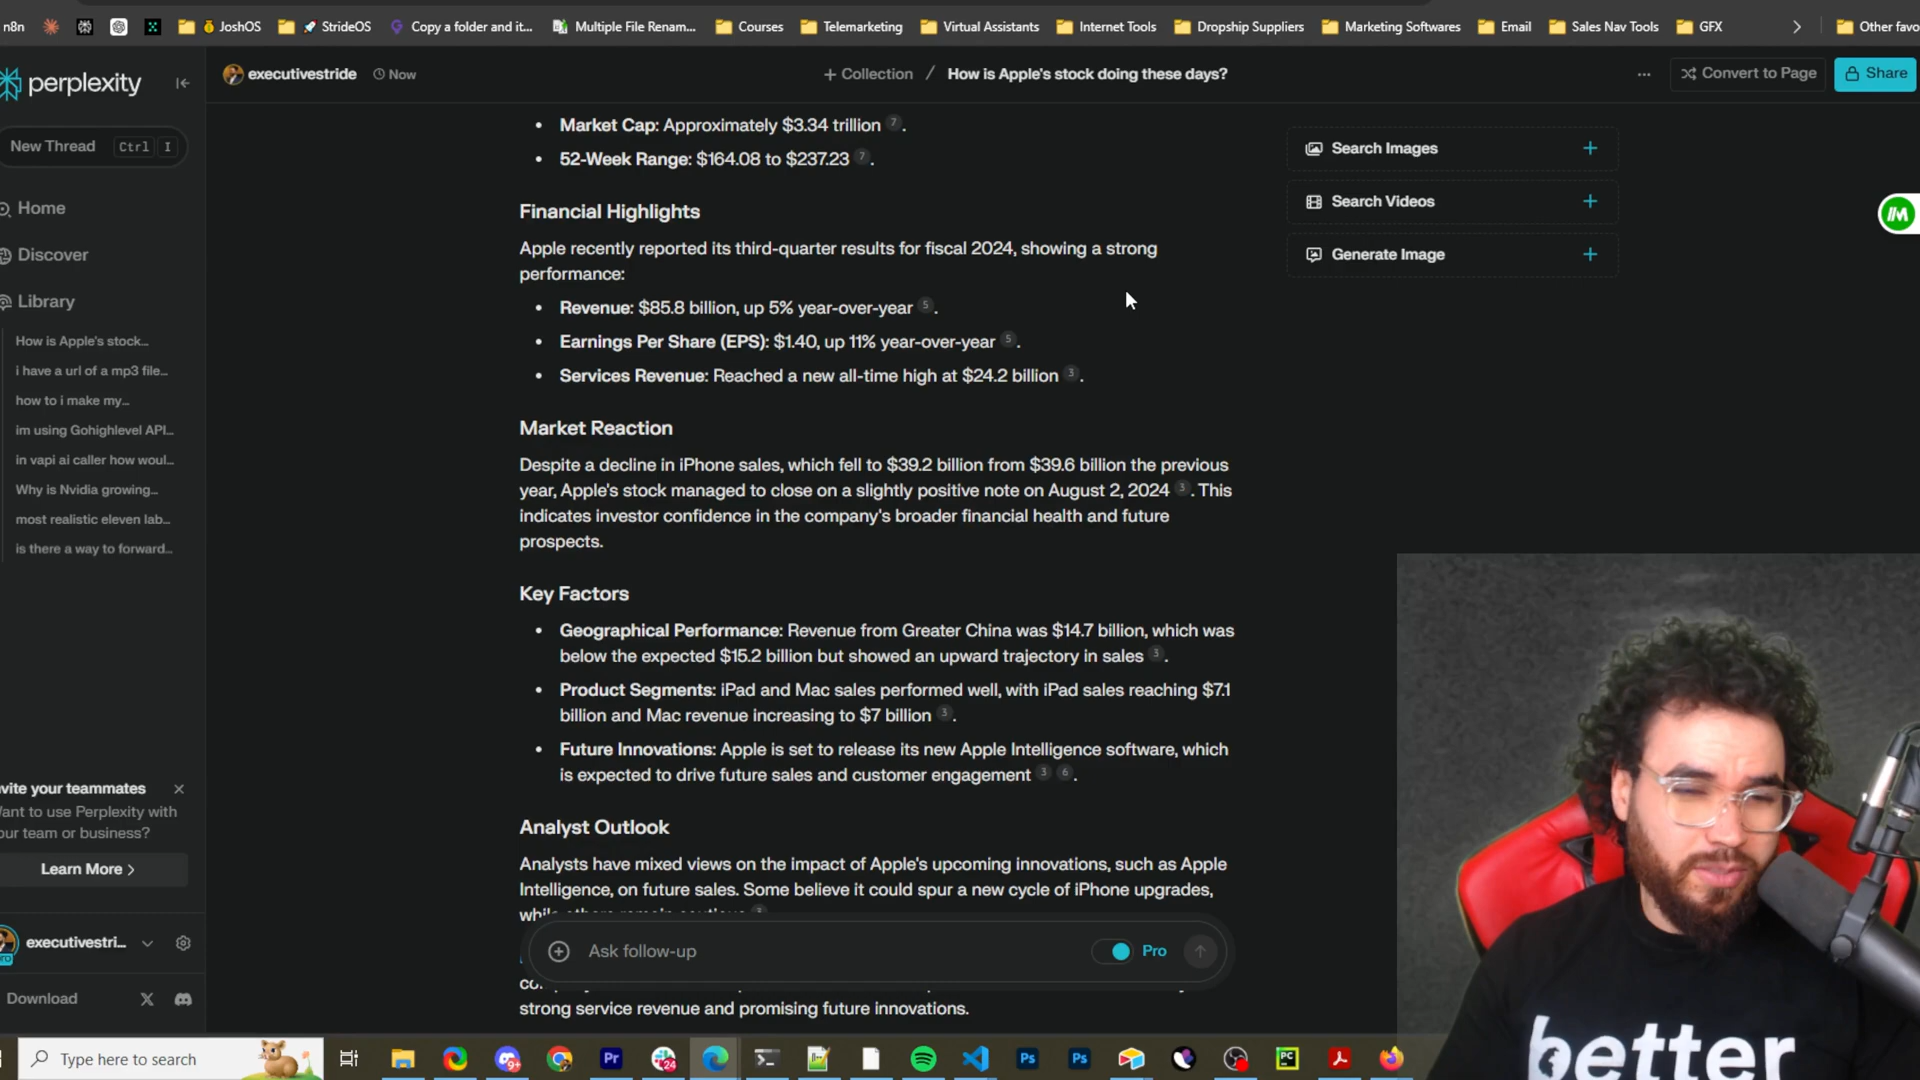 n8n
JoshOS
StrideOS
Copy a folder and it...
Multiple File Renam...
Courses
Telemarketing
Virtual Assistants
Internet Tools
Dropship Suppliers
Marketing Softwares
Email
Sales Nav Tools
GFX
Other favo
perplexity
executivestride
Now
+ Collection / How is Apple's stock doing these days?
Convert to Page
Share
New Thread Ctrl I
Home
Discover
Library
How is Apple's stock...
i have a url of a mp3 file...
how to i make my...
im using Gohighlevel API...
in vapi ai caller how woul...
Why is Nvidia growing...
most realistic eleven lab...
is there a way to forward...
nvite your teammates
Want to use Perplexity with
our team or business?
Learn More
executivestri...
pro
Download
• Market Cap: Approximately $3.34 trillion 7 .
• 52-Week Range: $164.08 to $237.23 7 .
Financial Highlights
Apple recently reported its third-quarter results for fiscal 2024, showing a strong
performance:
• Revenue: $85.8 billion, up 5% year-over-year 5 .
• Earnings Per Share (EPS): $1.40, up 11% year-over-year 5 .
• Services Revenue: Reached a new all-time high at $24.2 billion 3 .
Market Reaction
Despite a decline in iPhone sales, which fell to $39.2 billion from $39.6 billion the previous
year, Apple's stock managed to close on a slightly positive note on August 2, 2024 3 . This
indicates investor confidence in the company's broader financial health and future
prospects.
Key Factors
• Geographical Performance: Revenue from Greater China was $14.7 billion, which was
below the expected $15.2 billion but showed an upward trajectory in sales 3 .
• Product Segments: iPad and Mac sales performed well, with iPad sales reaching $7.1
billion and Mac revenue increasing to $7 billion 3 .
• Future Innovations: Apple is set to release its new Apple Intelligence software, which
is expected to drive future sales and customer engagement 3 6 .
Analyst Outlook
Analysts have mixed views on the impact of Apple's upcoming innovations, such as Apple
Intelligence, on future sales. Some believe it could spur a new cycle of iPhone upgrades,
Ask follow-up
Pro
strong service revenue and promising future innovations.
Search Images
Search Videos
Generate Image
better
Type here to search
9+
Pr
24
Ps
Ps
PC